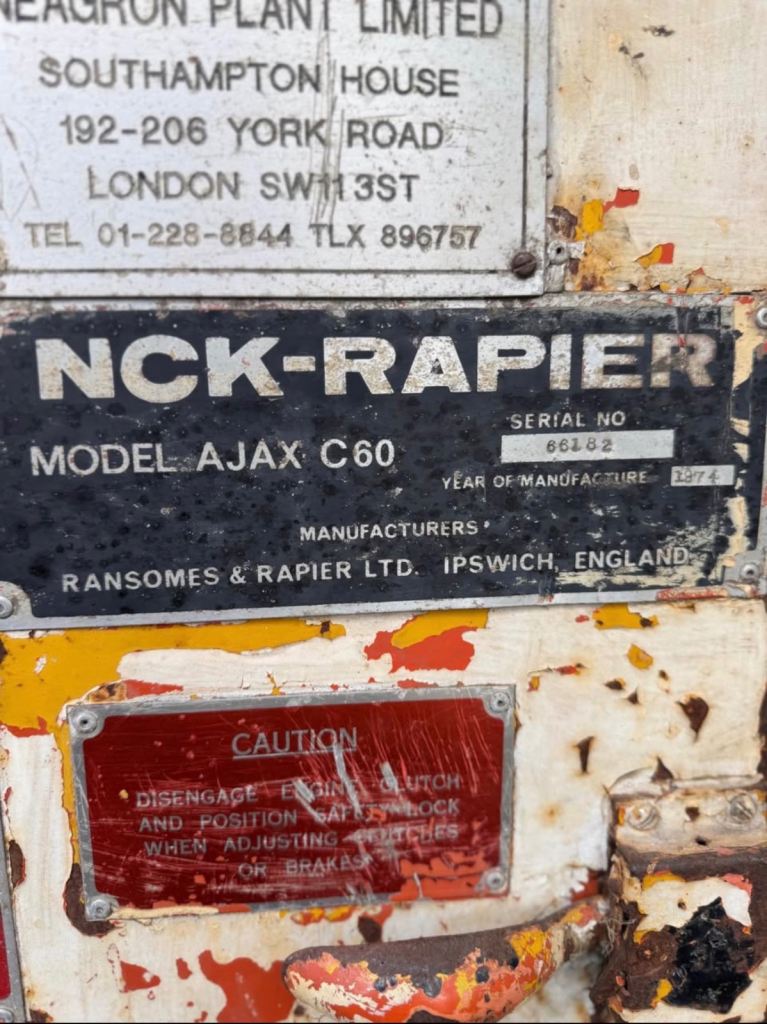 NEAGRON PLANT LIMITED
SOUTHAMPTON HOUSE
192-206 YORK ROAD
LONDON SW11 3ST
TEL 01-228-8844 TLX 896757
NCK-RAPIER
MODEL AJAX C60
SERIAL NO
66182
YEAR OF MANUFACTURE 1974
MANUFACTURERS
RANSOMES & RAPIER LTD. IPSWICH, ENGLAND
CAUTION
DISENGAGE ENGINE CLUTCH
AND POSITION SAFETY LOCK
WHEN ADJUSTING CLUTCHES
OR BRAKES